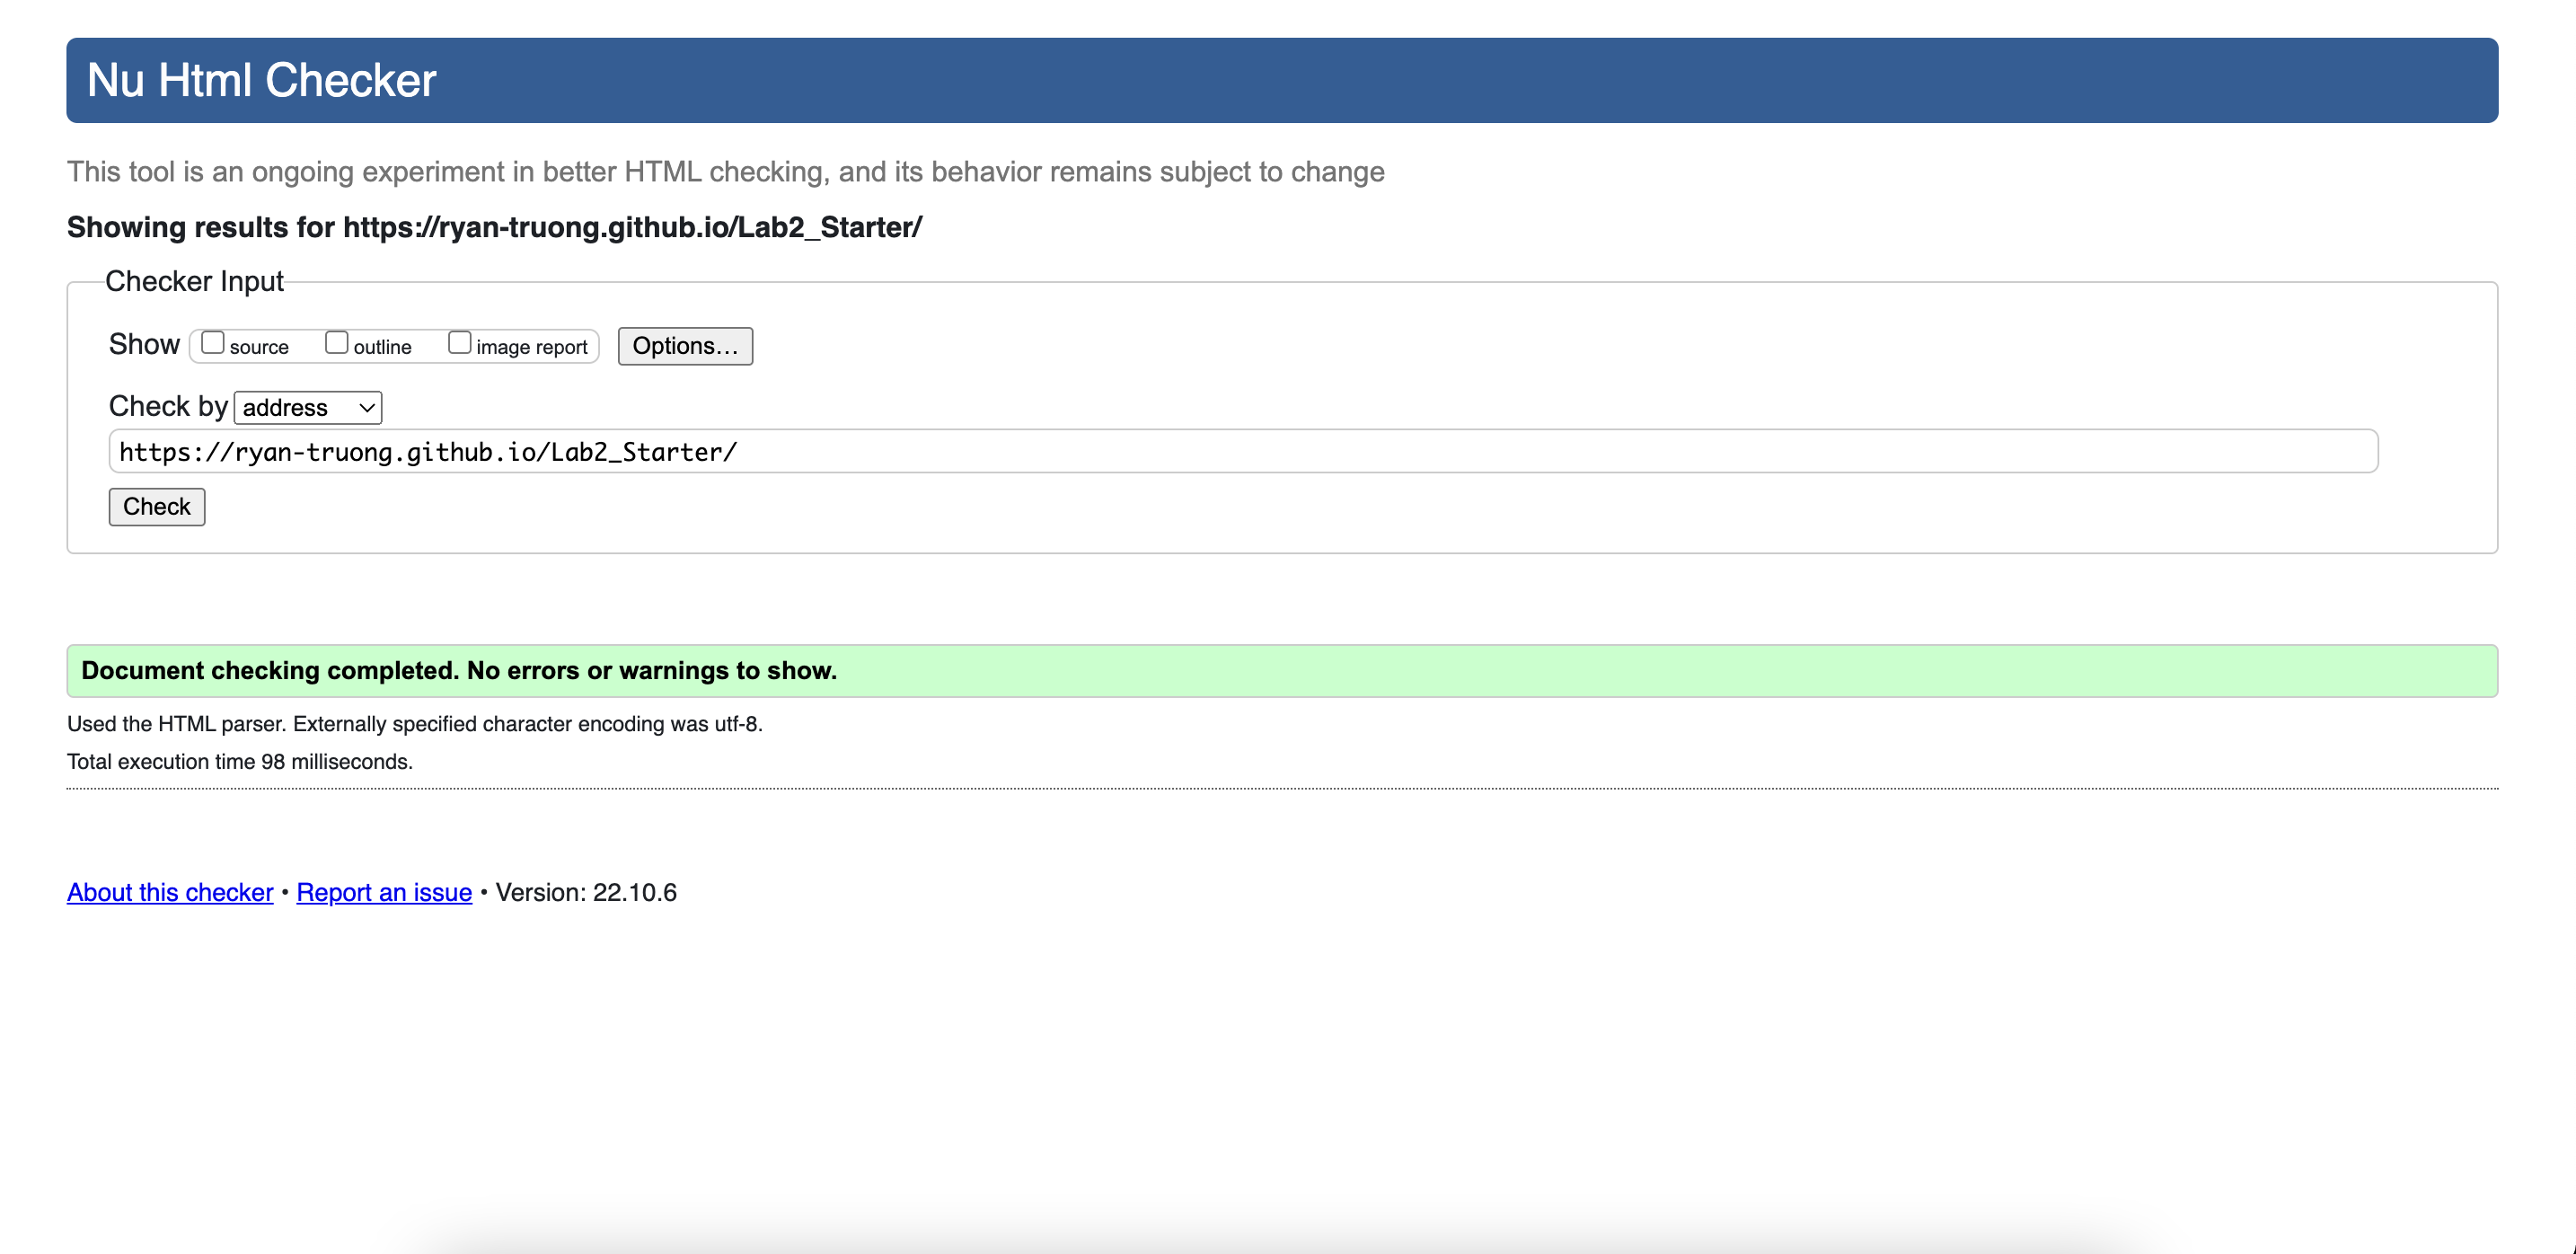 Nu Html Checker
This tool is an ongoing experiment in better HTML checking, and its behavior remains subject to change
Showing results for https://ryan-truong.github.io/Lab2_Starter/
Checker Input
Show source outline image report Options...
Check by address
https://ryan-truong.github.io/Lab2_Starter/
Check
Document checking completed. No errors or warnings to show.
Used the HTML parser. Externally specified character encoding was utf-8.
Total execution time 98 milliseconds.
About this checker • Report an issue • Version: 22.10.6